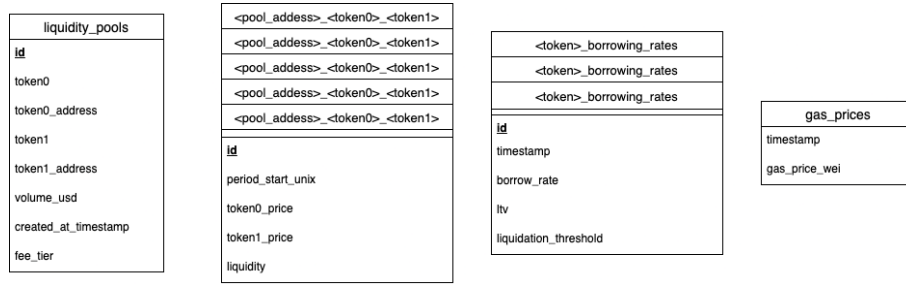 liquidity_pools
id
token0
token0_address
token1
token1_address
volume_usd
created_at_timestamp
fee_tier
<pool_addess>_<token0>_<token1>
<pool_addess>_<token0>_<token1>
<pool_addess>_<token0>_<token1>
<pool_addess>_<token0>_<token1>
<pool_addess>_<token0>_<token1>
id
period_start_unix
token0_price
token1_price
liquidity
<token>_borrowing_rates
<token>_borrowing_rates
<token>_borrowing_rates
id
timestamp
borrow_rate
ltv
liquidation_threshold
gas_prices
timestamp
gas_price_wei